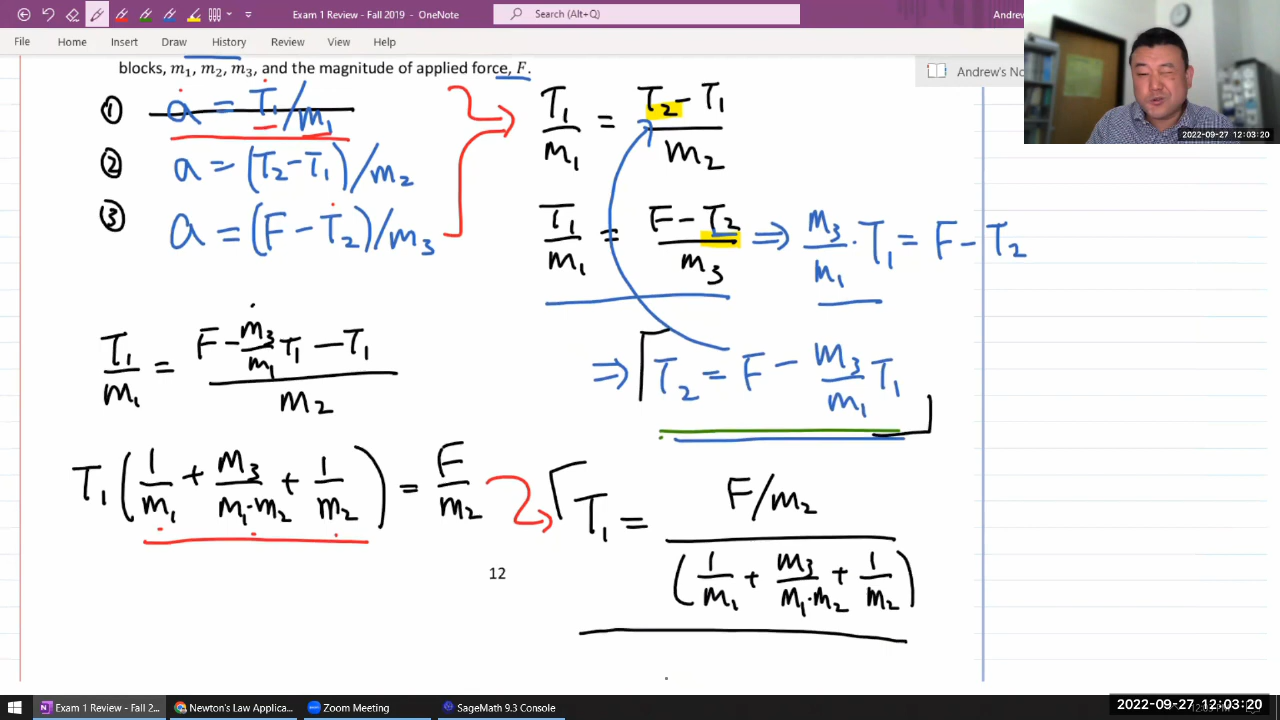 Exam 1 Review - Fall 2019 - OneNote
Search (Alt+Q)
Andrew
File Home Insert Draw History Review View Help
Andrew's No
2022-09-27 12:03:20
blocks, m₁, m₂, m₃, and the magnitude of applied force, F.
① a = T₁/m₁
② a = (T₂-T₁)/m₂
③ a = (F-T₂)/m₃
T₁/m₁ = (T₂-T₁)/m₂
T₁/m₁ = (F-T₂)/m₃ ⇒ m₃/m₁·T₁ = F-T₂
⇒ T₂ = F - m₃/m₁ T₁
T₁/m₁ = (F - m₃/m₁ T₁ - T₁)/m₂
T₁(1/m₁ + m₃/m₁·m₂ + 1/m₂) = F/m₂
T₁ = (F/m₂)/(1/m₁ + m₃/m₁·m₂ + 1/m₂)
12
Exam 1 Review - Fall 2...
Newton's Law Applica...
Zoom Meeting
SageMath 9.3 Console
2022-09-27 12:03:20